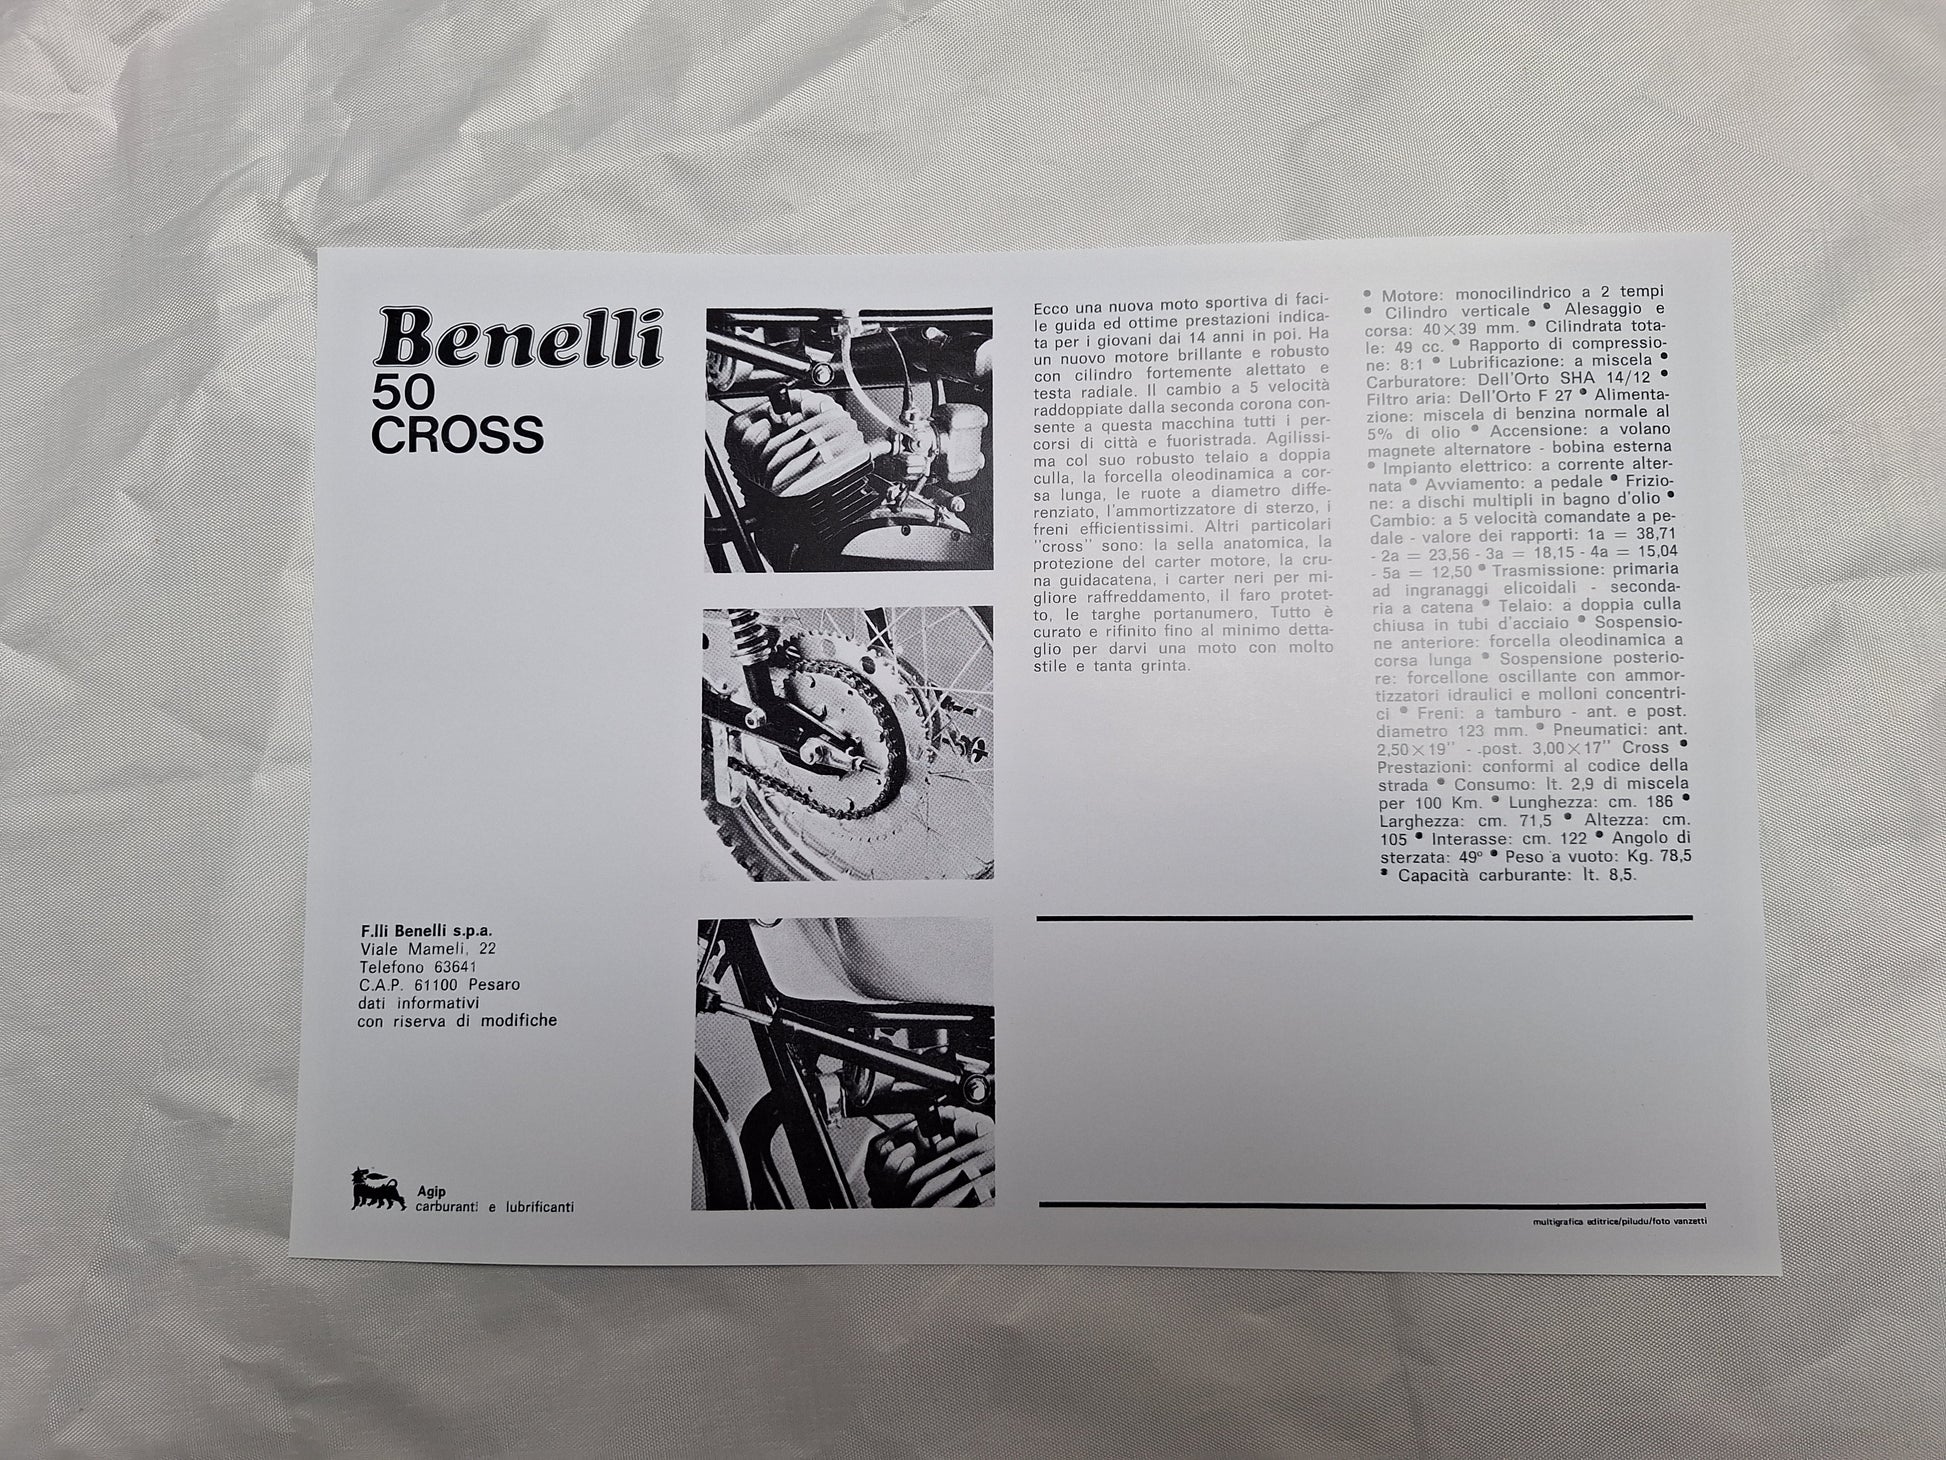 Benelli
50
CROSS
F.lli Benelli s.p.a.
Viale Mameli, 22
Telefono 63641
C.A.P. 61100 Pesaro
dati informativi
con riserva di modifiche
Agip
carburanti e lubrificanti
Ecco una nuova moto sportiva di faci-
le guida ed ottime prestazioni indica-
ta per i giovani dai 14 anni in poi. Ha
un nuovo motore brillante e robusto
con cilindro fortemente alettato e
testa radiale. Il cambio a 5 velocità
raddoppiate dalla seconda corona con-
sente a questa macchina tutti i per-
corsi di città e fuoristrada. Agilissi-
ma col suo robusto telaio a doppia
culla, la forcella oleodinamica a cor-
sa lunga, le ruote a diametro diffe-
renziato, l'ammortizzatore di sterzo, i
freni efficientissimi. Altri particolari
"cross" sono: la sella anatomica, la
protezione del carter motore, la cru-
na guidacatena, i carter neri per mi-
gliore raffreddamento, il faro protet-
to, le targhe portanumero, Tutto è
curato e rifinito fino al minimo detta-
glio per darvi una moto con molto
stile e tanta grinta.
• Motore: monocilindrico a 2 tempi
• Cilindro verticale • Alesaggio e
corsa: 40×39 mm. • Cilindrata tota-
le: 49 cc. • Rapporto di compressio-
ne: 8:1 • Lubrificazione: a miscela •
Carburatore: Dell'Orto SHA 14/12 •
Filtro aria: Dell'Orto F 27 • Alimenta-
zione: miscela di benzina normale al
5% di olio • Accensione: a volano
magnete alternatore - bobina esterna
• Impianto elettrico: a corrente alter-
nata • Avviamento: a pedale • Frizio-
ne: a dischi multipli in bagno d'olio •
Cambio: a 5 velocità comandate a pe-
dale - valore dei rapporti: 1a = 38,71
- 2a = 23,56 - 3a = 18,15 - 4a = 15,04
- 5a = 12,50 • Trasmissione: primaria
ad ingranaggi elicoidali - seconda-
ria a catena • Telaio: a doppia culla
chiusa in tubi d'acciaio • Sospensio-
ne anteriore: forcella oleodinamica a
corsa lunga • Sospensione posterio-
re: forcellone oscillante con ammor-
tizzatori idraulici e molloni concentri-
ci • Freni: a tamburo - ant. e post.
diametro 123 mm. • Pneumatici: ant.
2,50×19" - post. 3,00×17" Cross •
Prestazioni: conformi al codice della
strada • Consumo: lt. 2,9 di miscela
per 100 Km. • Lunghezza: cm. 186 •
Larghezza: cm. 71,5 • Altezza: cm.
105 • Interasse: cm. 122 • Angolo di
sterzata: 49° • Peso a vuoto: Kg. 78,5
• Capacità carburante: lt. 8,5.
multigrafica editrice/piludu/foto vanzetti